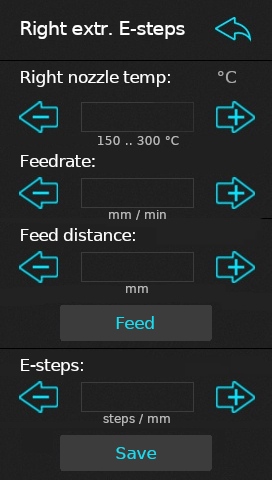 Right extr. E-steps
Right nozzle temp: °C
150 .. 300 °C
Feedrate:
mm / min
Feed distance:
mm
Feed
E-steps:
steps / mm
Save